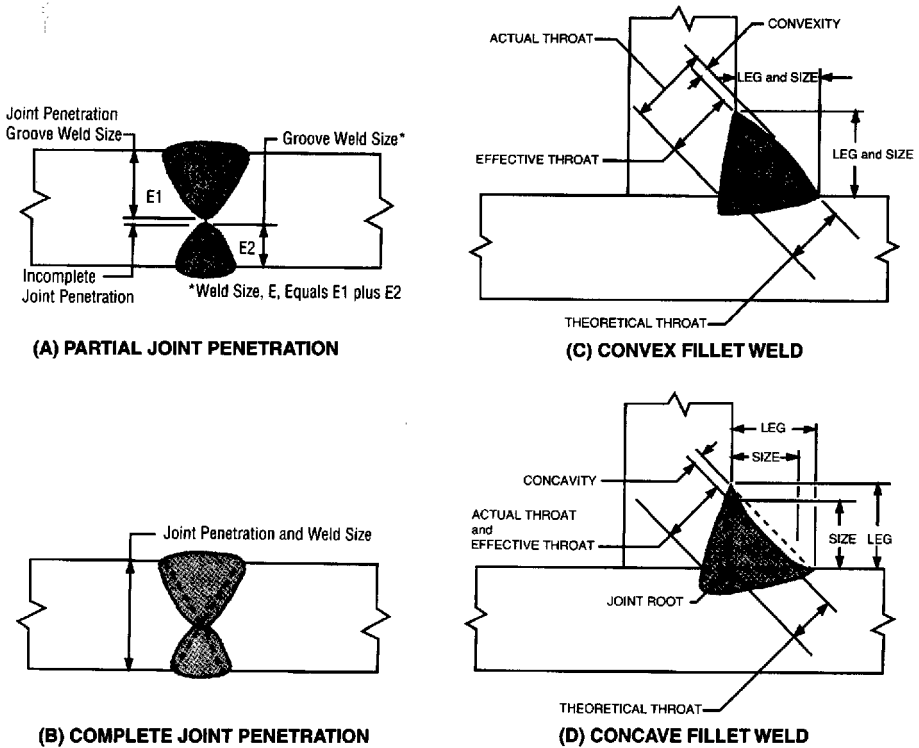 Joint Penetration
Groove Weld Size
Groove Weld Size*
E1
E2
Incomplete
Joint Penetration
*Weld Size, E, Equals E1 plus E2
(A) PARTIAL JOINT PENETRATION
ACTUAL THROAT
CONVEXITY
LEG and SIZE
EFFECTIVE THROAT
LEG and SIZE
THEORETICAL THROAT
(C) CONVEX FILLET WELD
Joint Penetration and Weld Size
(B) COMPLETE JOINT PENETRATION
LEG
SIZE
CONCAVITY
ACTUAL THROAT
and
EFFECTIVE THROAT
SIZE
LEG
JOINT ROOT
THEORETICAL THROAT
(D) CONCAVE FILLET WELD